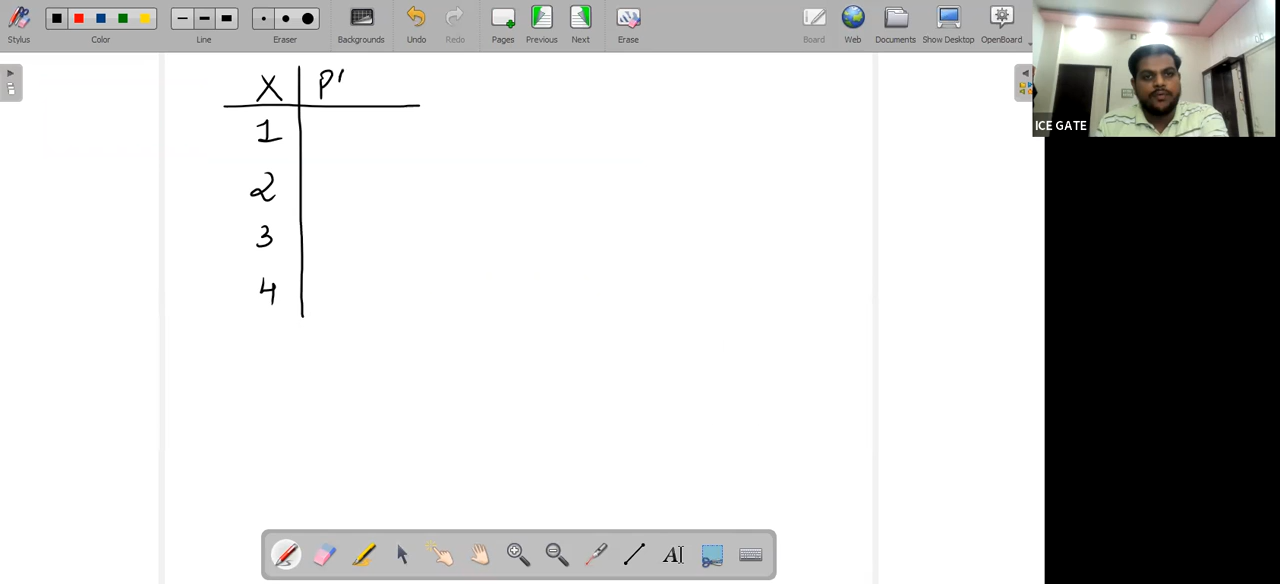 Stylus Color Line Eraser Backgrounds Undo Redo Pages Previous Next Erase Board Web Documents Show Desktop OpenBoard
ICE GATE
X P'
1
2
3
4